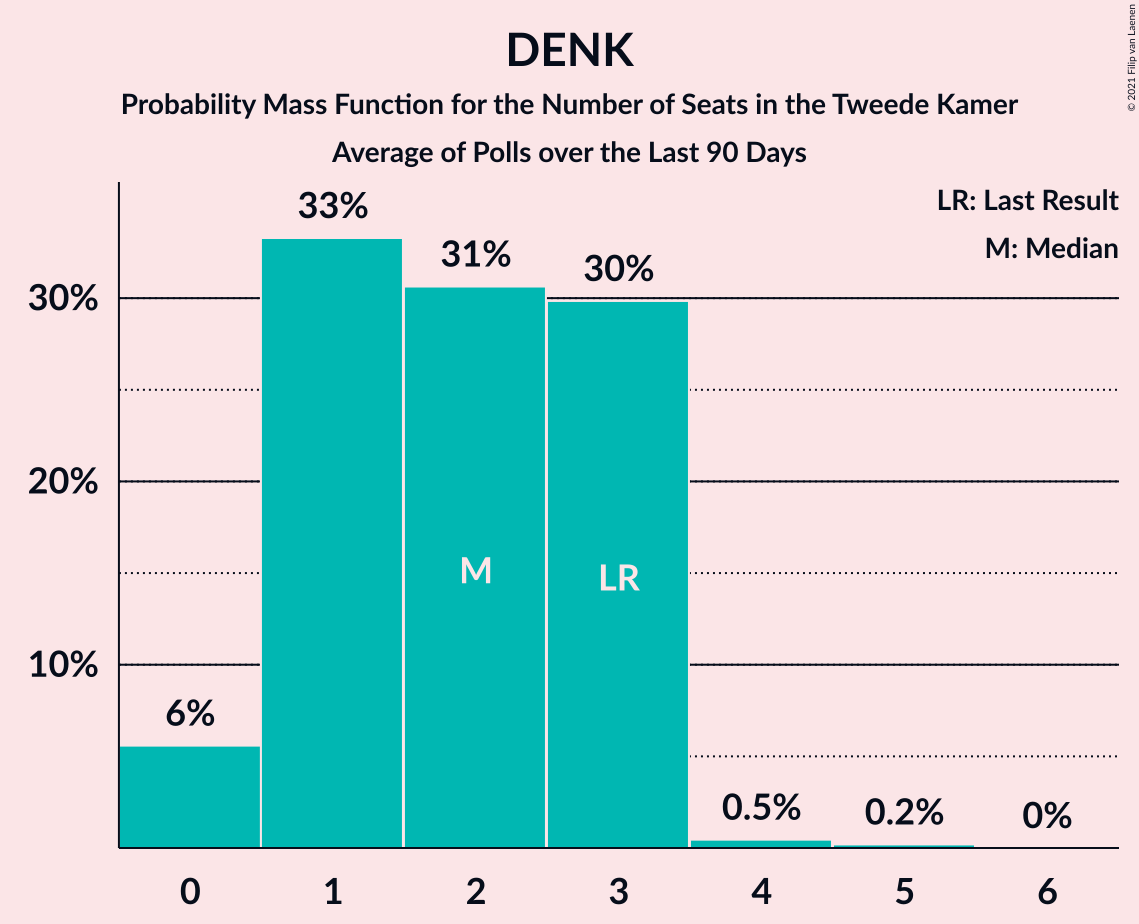 DENK
Probability Mass Function for the Number of Seats in the Tweede Kamer
Average of Polls over the Last 90 Days
© 2021 Filip van Laenen
LR: Last Result
M: Median
33%
31%
30%
30%
20%
10%
M
LR
6%
0.5%
0.2%
0%
0 1 2 3 4 5 6